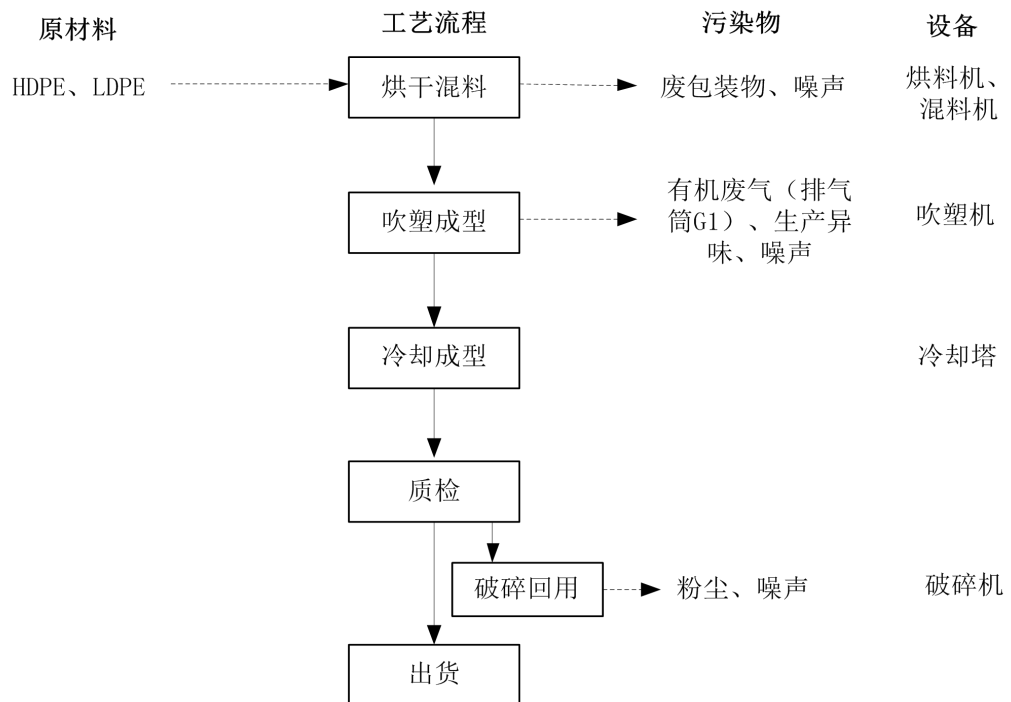 原材料 工艺流程 污染物 设备
HDPE、LDPE 烘干混料 废包装物、噪声 烘料机、
混料机
吹塑成型 有机废气（排气
筒G1）、生产异
味、噪声
吹塑机
冷却成型 冷却塔
质检
破碎回用 粉尘、噪声 破碎机
出货